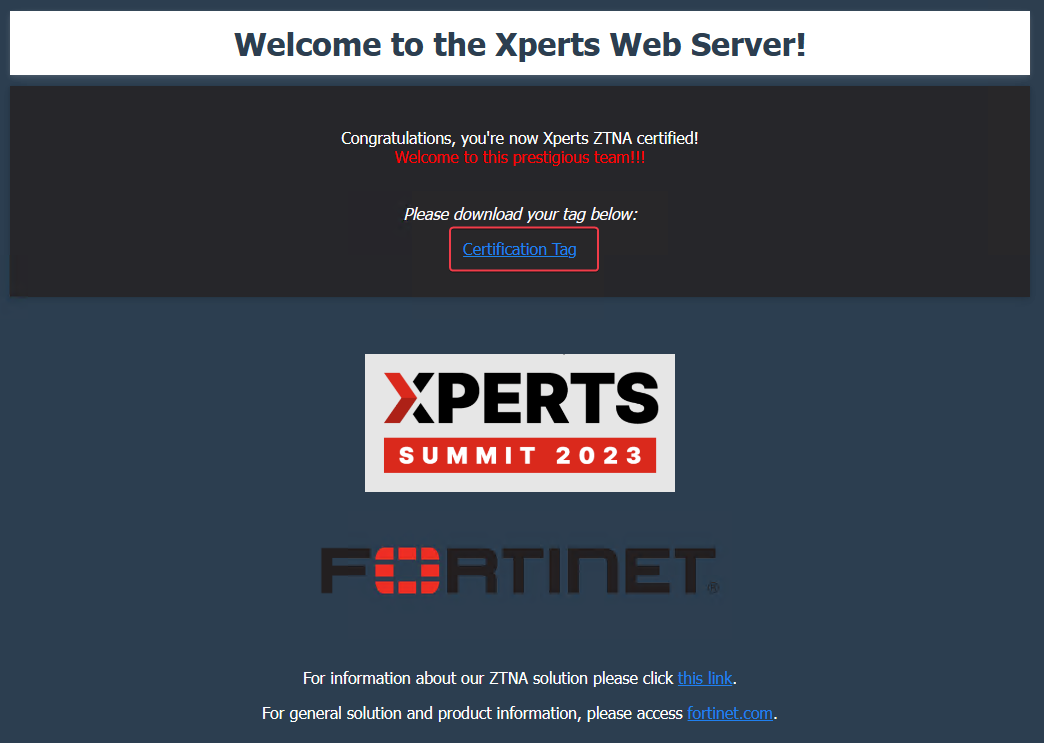 Welcome to the Xperts Web Server!
Congratulations, you're now Xperts ZTNA certified!
Welcome to this prestigious team!!!
Please download your tag below:
Certification Tag
XPERTS
SUMMIT 2023
FORTINET®
For information about our ZTNA solution please click this link.
For general solution and product information, please access fortinet.com.